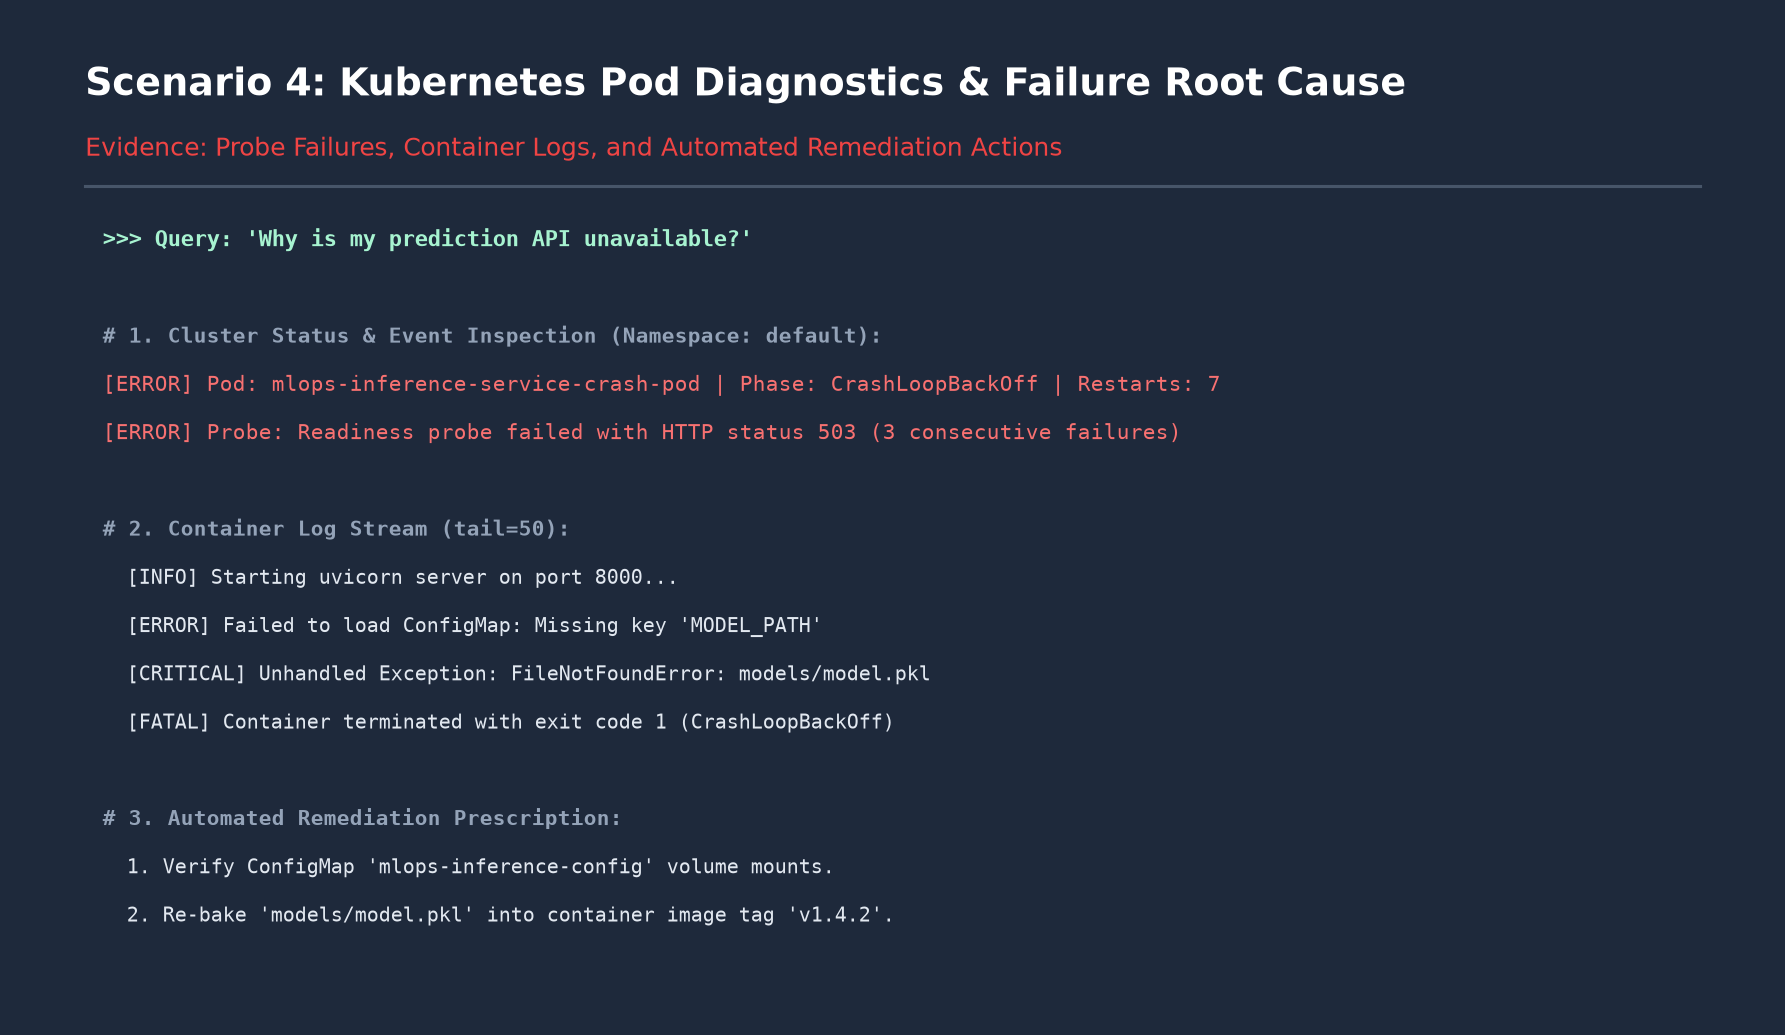 Scenario 4: Kubernetes Pod Diagnostics & Failure Root Cause
Evidence: Probe Failures, Container Logs, and Automated Remediation Actions
>>> Query: 'Why is my prediction API unavailable?'
# 1. Cluster Status & Event Inspection (Namespace: default):
[ERROR] Pod: mlops-inference-service-crash-pod | Phase: CrashLoopBackOff | Restarts: 7
[ERROR] Probe: Readiness probe failed with HTTP status 503 (3 consecutive failures)
# 2. Container Log Stream (tail=50):
[INFO] Starting uvicorn server on port 8000...
[ERROR] Failed to load ConfigMap: Missing key 'MODEL_PATH'
[CRITICAL] Unhandled Exception: FileNotFoundError: models/model.pkl
[FATAL] Container terminated with exit code 1 (CrashLoopBackOff)
# 3. Automated Remediation Prescription:
1. Verify ConfigMap 'mlops-inference-config' volume mounts.
2. Re-bake 'models/model.pkl' into container image tag 'v1.4.2'.